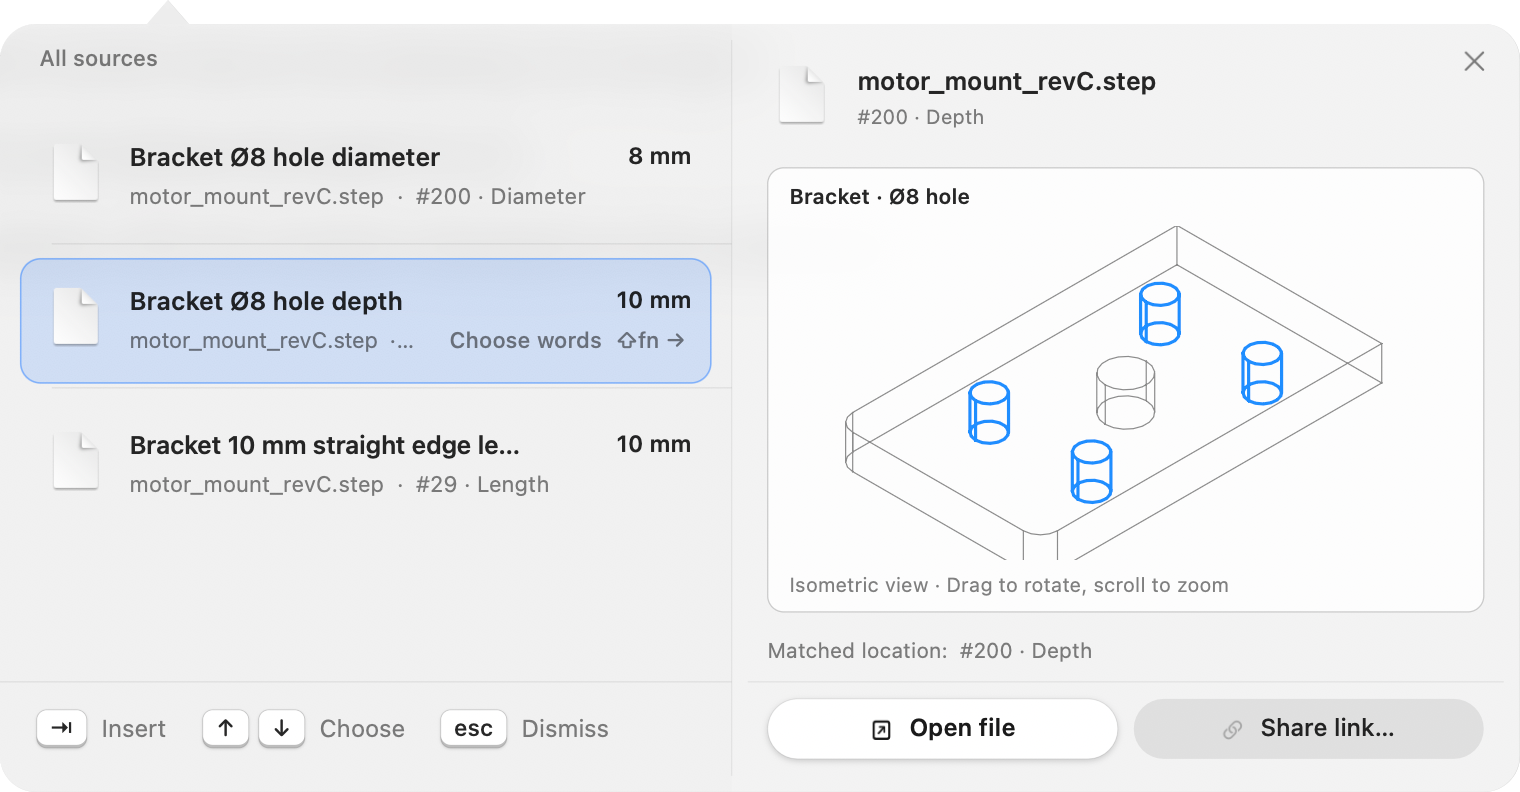 All sources
Bracket Ø8 hole diameter 8 mm
motor_mount_revC.step · #200 · Diameter
Bracket Ø8 hole depth 10 mm
motor_mount_revC.step ·... Choose words ⇧fn →
Bracket 10 mm straight edge le... 10 mm
motor_mount_revC.step · #29 · Length
⇥ Insert ↑ ↓ Choose esc Dismiss
motor_mount_revC.step
#200 · Depth
Bracket · Ø8 hole
Isometric view · Drag to rotate, scroll to zoom
Matched location: #200 · Depth
Open file Share link...